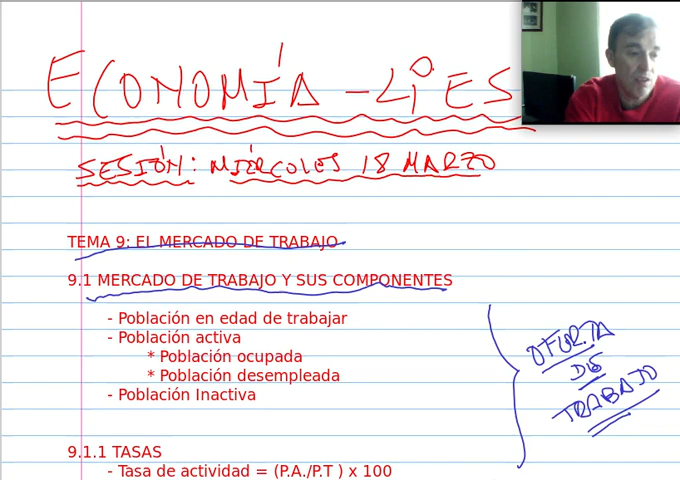 ECONOMÍA - 4º ES
SESIÓN: MIÉRCOLES 18 MARZO
TEMA 9: EL MERCADO DE TRABAJO
9.1 MERCADO DE TRABAJO Y SUS COMPONENTES
- Población en edad de trabajar
- Población activa
* Población ocupada
* Población desempleada
- Población Inactiva
OFERTA
DE
TRABAJO
9.1.1 TASAS
- Tasa de actividad = (P.A./P.T ) x 100